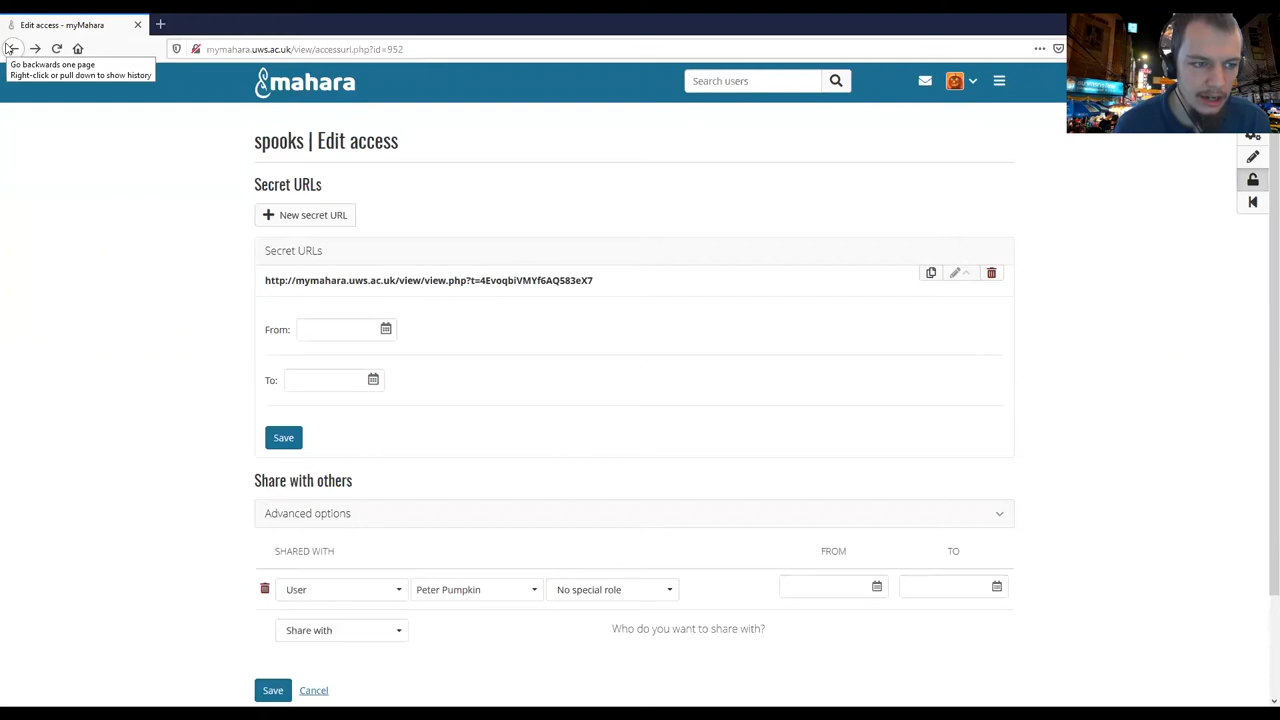 Edit access - myMahara
mymahara.uws.ac.uk/view/accessurl.php?id=952
Go backwards one page
Right-click or pull down to show history
mahara
Search users
spooks | Edit access
Secret URLs
New secret URL
Secret URLs
http://mymahara.uws.ac.uk/view/view.php?t=4EvoqbiVMYf6AQ583eX7
From:
To:
Save
Share with others
Advanced options
SHARED WITH FROM TO
User Peter Pumpkin No special role
Share with Who do you want to share with?
Save Cancel